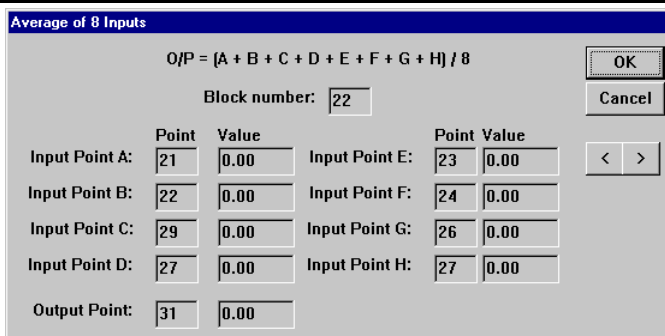 Average of 8 Inputs
O/P = (A + B + C + D + E + F + G + H) / 8
OK
Block number: 22
Cancel
Point Value Point Value
Input Point A: 21 0.00 Input Point E: 23 0.00
< >
Input Point B: 22 0.00 Input Point F: 24 0.00
Input Point C: 29 0.00 Input Point G: 26 0.00
Input Point D: 27 0.00 Input Point H: 27 0.00
Output Point: 31 0.00